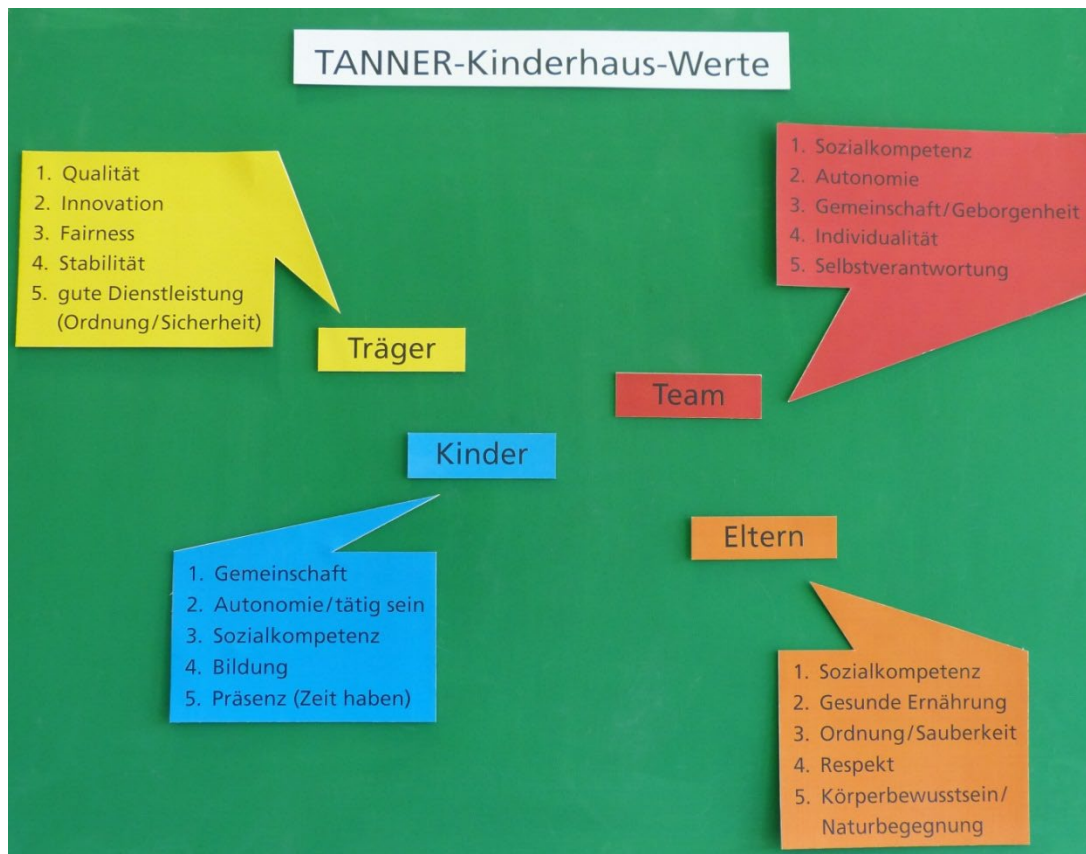 TANNER-Kinderhaus-Werte
1. Qualität
2. Innovation
3. Fairness
4. Stabilität
5. gute Dienstleistung
(Ordnung/Sicherheit)
Träger
1. Sozialkompetenz
2. Autonomie
3. Gemeinschaft/Geborgenheit
4. Individualität
5. Selbstverantwortung
Team
Kinder
1. Gemeinschaft
2. Autonomie/tätig sein
3. Sozialkompetenz
4. Bildung
5. Präsenz (Zeit haben)
Eltern
1. Sozialkompetenz
2. Gesunde Ernährung
3. Ordnung/Sauberkeit
4. Respekt
5. Körperbewusstsein/
Naturbegegnung